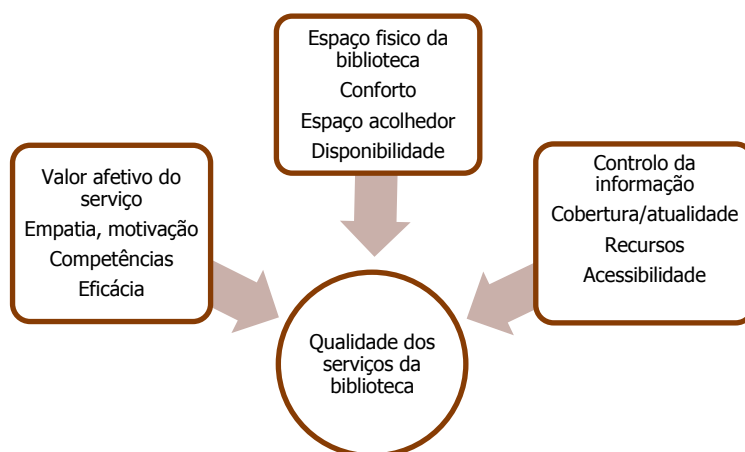 Espaço fisico da
biblioteca
Conforto
Espaço acolhedor
Disponibilidade
Valor afetivo do
serviço
Empatia, motivação
Competências
Eficácia
Controlo da
informação
Cobertura/atualidade
Recursos
Acessibilidade
Qualidade dos
serviços da
biblioteca